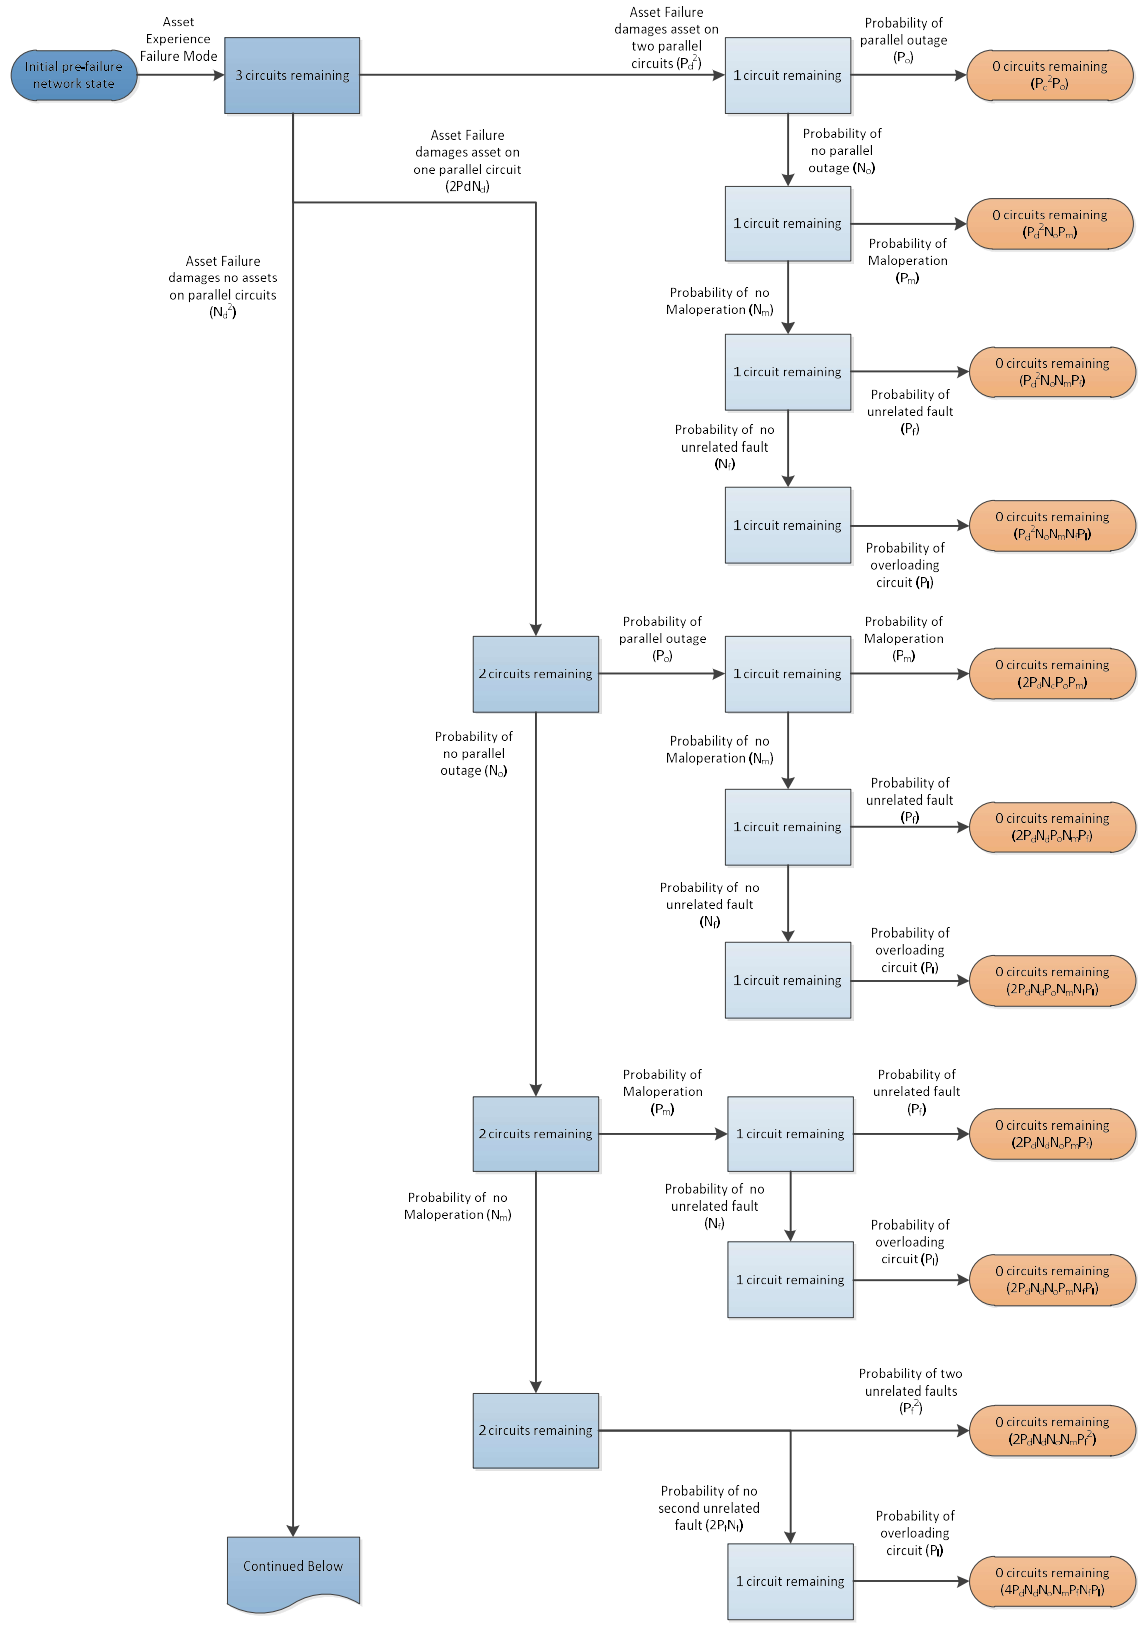 Initial pre-failure
network state
Asset
Experience
Failure Mode
3 circuits remaining
Asset Failure
damages asset on
two parallel
circuits (Pd²)
1 circuit remaining
Probability of
parallel outage
(Po)
0 circuits remaining
(Pc²Po)
Asset Failure
damages asset on
one parallel circuit
(2PdNd)
Probability of
no parallel
outage (No)
Asset Failure
damages no assets
on parallel circuits
(Nd²)
1 circuit remaining
Probability of
Maloperation
(Pm)
0 circuits remaining
(Pd²NoPm)
Probability of no
Maloperation (Nm)
1 circuit remaining
Probability of
unrelated fault
(Pf)
0 circuits remaining
(Pd²NoNmPf)
Probability of no
unrelated fault
(Nf)
1 circuit remaining
Probability of
overloading
circuit (Pl)
0 circuits remaining
(Pd²NoNmNfPl)
2 circuits remaining
Probability of
parallel outage
(Po)
1 circuit remaining
Probability of
Maloperation
(Pm)
0 circuits remaining
(2PdNcPoPm)
Probability of
no parallel
outage (No)
Probability of no
Maloperation (Nm)
1 circuit remaining
Probability of
unrelated fault
(Pf)
0 circuits remaining
(2PdNdPoNmPf)
Probability of no
unrelated fault
(Nf)
1 circuit remaining
Probability of
overloading
circuit (Pl)
0 circuits remaining
(2PdNdPoNmNfPl)
2 circuits remaining
Probability of
Maloperation
(Pm)
1 circuit remaining
Probability of
unrelated fault
(Pf)
0 circuits remaining
(2PdNdNoPmPf)
Probability of no
Maloperation (Nm)
Probability of no
unrelated fault
(Nf)
1 circuit remaining
Probability of
overloading
circuit (Pl)
0 circuits remaining
(2PdNdNoPmNfPl)
2 circuits remaining
Probability of two
unrelated faults
(Pf²)
0 circuits remaining
(2PdNdNoNmPf²)
Probability of no
second unrelated
fault (2PfNf)
1 circuit remaining
Probability of
overloading
circuit (Pl)
0 circuits remaining
(4PdNdNoNmPfNfPl)
Continued Below